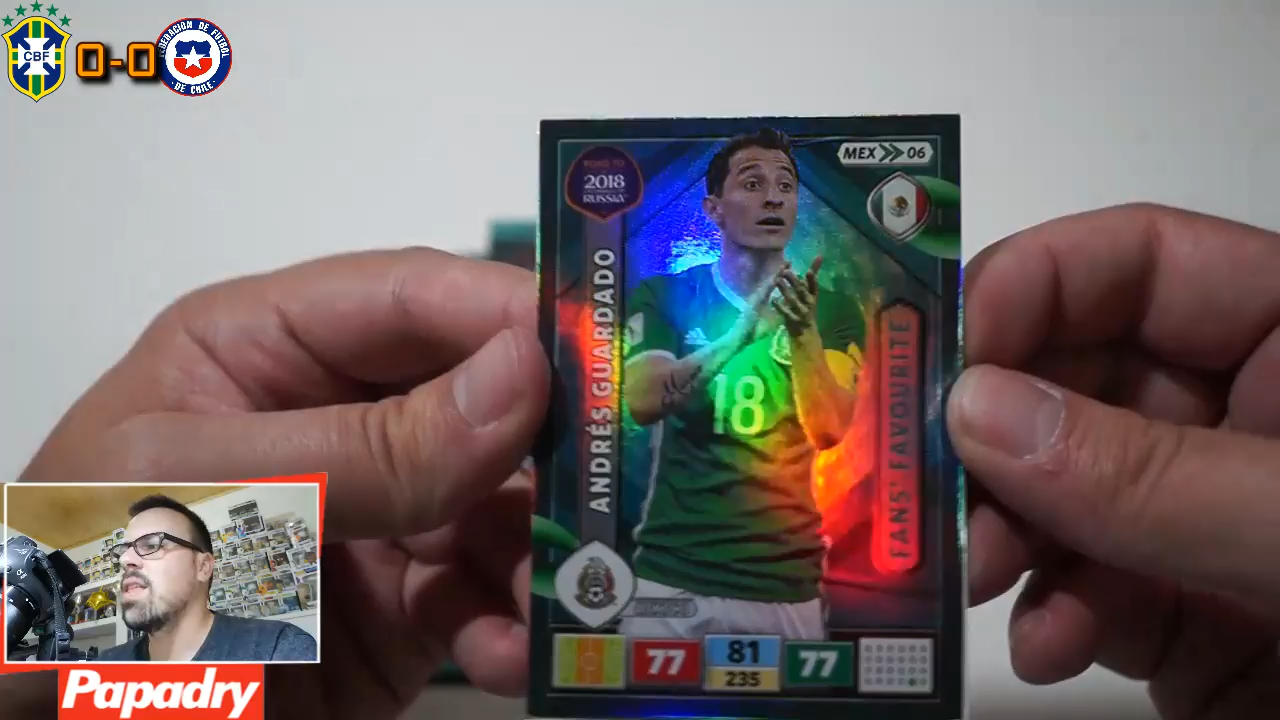 CBF
0-0
FEDERACION DE FUTBOL
DE CHILE
ROAD TO
2018
RUSSIA
MEX 06
ANDRÉS GUARDADO
18
FANS' FAVOURITE
77
81
235
77
Papadry